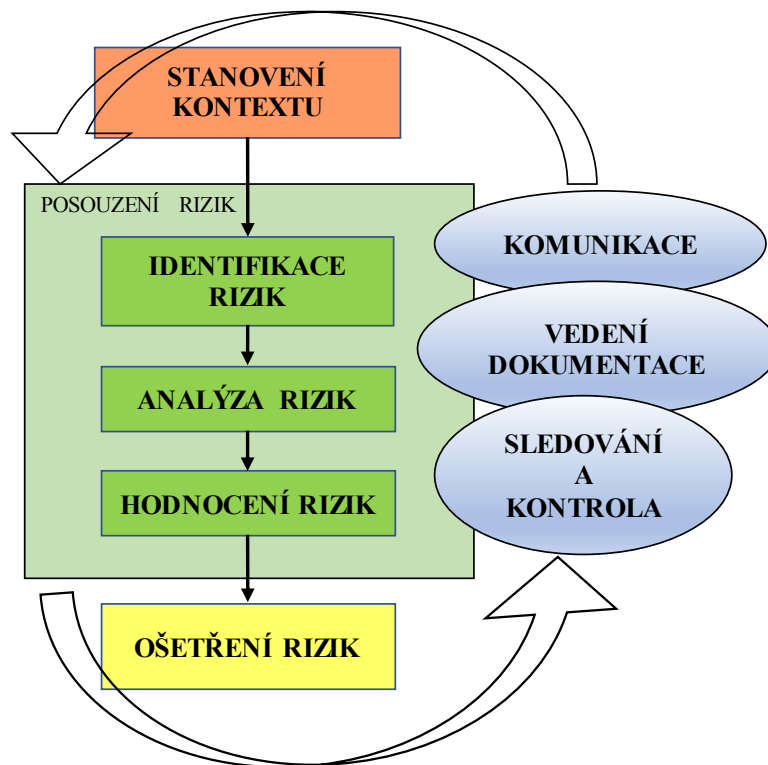 STANOVENÍ
KONTEXTU
POSOUZENÍ RIZIK
IDENTIFIKACE
RIZIK
ANALÝZA RIZIK
HODNOCENÍ RIZIK
OŠETŘENÍ RIZIK
KOMUNIKACE
VEDENÍ
DOKUMENTACE
SLEDOVÁNÍ
A
KONTROLA